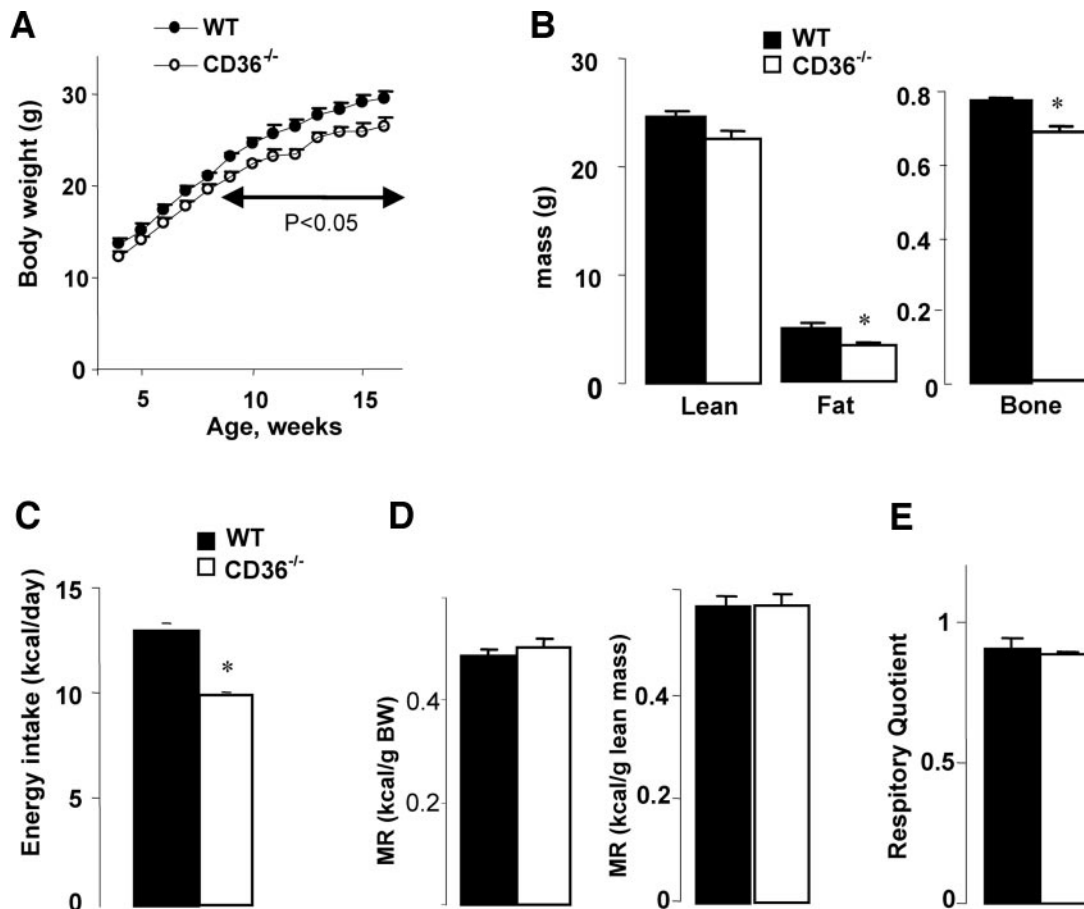 A
WT
CD36-/-
Body weight (g)
30
20
10
0
P<0.05
5
10
15
Age, weeks
B
WT
CD36-/-
mass (g)
30
20
10
0
Lean
Fat
*
0.8
0.6
0.4
0.2
0
*
Bone
C
WT
CD36-/-
Energy intake (kcal/day)
15
10
5
0
*
D
MR (kcal/g BW)
0.4
0.2
MR (kcal/g lean mass)
0.4
0.2
0
E
Respitory Quotient
1
0.5
0